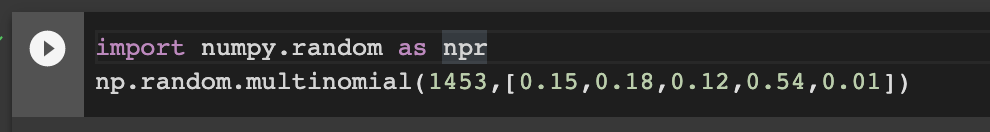 import numpy.random as npr
np.random.multinomial(1453,[0.15,0.18,0.12,0.54,0.01])